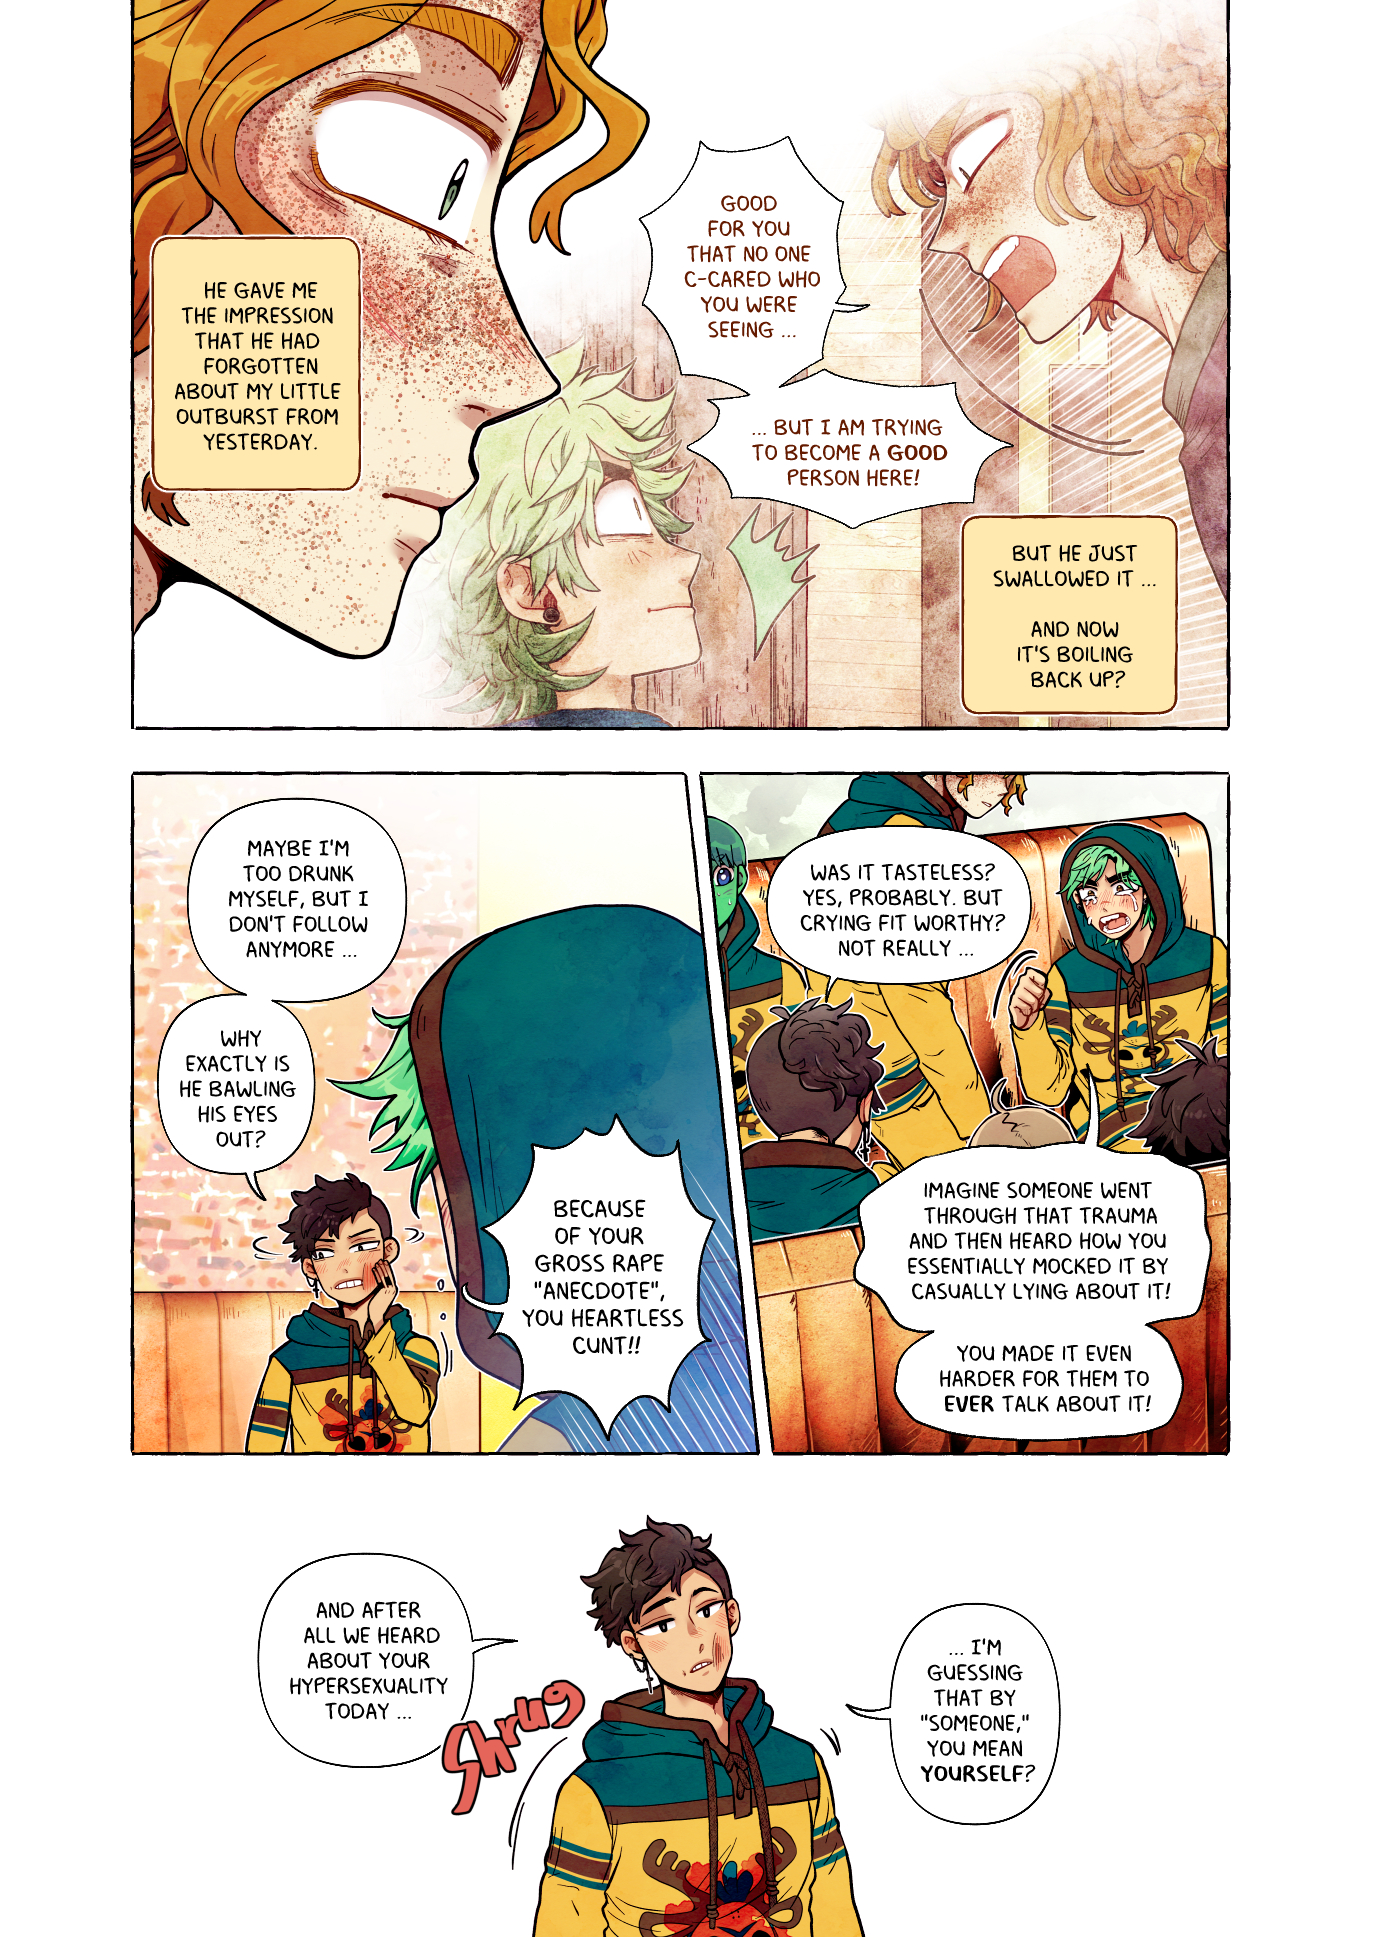 GOOD
FOR YOU
THAT NO ONE
C-CARED WHO
YOU WERE
SEEING ...
HE GAVE ME
THE IMPRESSION
THAT HE HAD
FORGOTTEN
ABOUT MY LITTLE
OUTBURST FROM
YESTERDAY.
... BUT I AM TRYING
TO BECOME A GOOD
PERSON HERE!
BUT HE JUST
SWALLOWED IT ...
AND NOW
IT'S BOILING
BACK UP?
MAYBE I'M
TOO DRUNK
MYSELF, BUT I
DON'T FOLLOW
ANYMORE ...
WHY
EXACTLY IS
HE BAWLING
HIS EYES
OUT?
BECAUSE
OF YOUR
GROSS RAPE
"ANECDOTE",
YOU HEARTLESS
CUNT!!
WAS IT TASTELESS?
YES, PROBABLY. BUT
CRYING FIT WORTHY?
NOT REALLY ...
IMAGINE SOMEONE WENT
THROUGH THAT TRAUMA
AND THEN HEARD HOW YOU
ESSENTIALLY MOCKED IT BY
CASUALLY LYING ABOUT IT!
YOU MADE IT EVEN
HARDER FOR THEM TO
EVER TALK ABOUT IT!
AND AFTER
ALL WE HEARD
ABOUT YOUR
HYPERSEXUALITY
TODAY ...
Shrug
... I'M
GUESSING
THAT BY
"SOMEONE,"
YOU MEAN
YOURSELF?